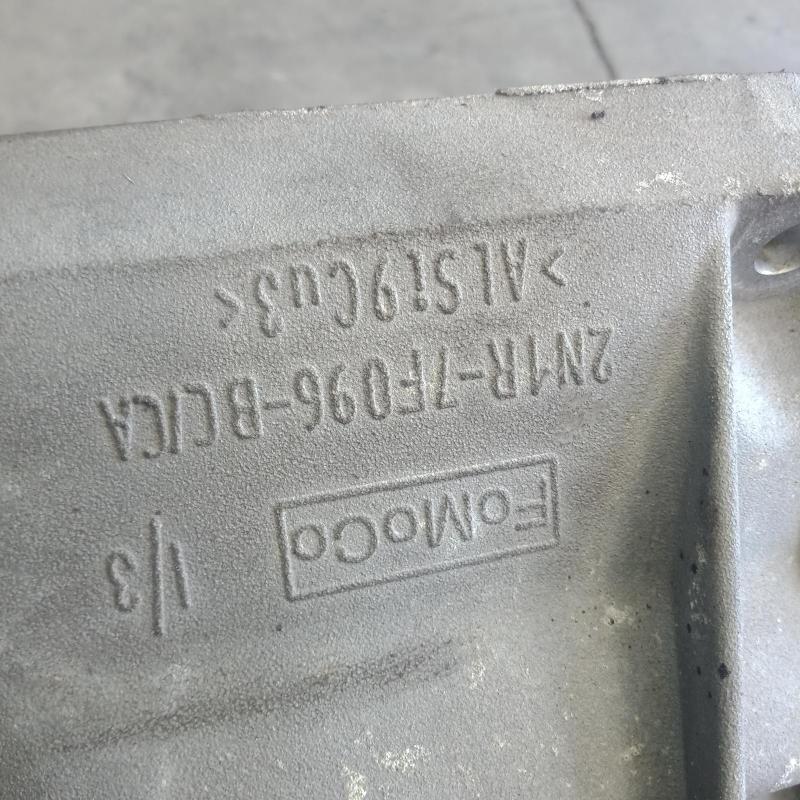 FoMoCo 1/3
2N1R-7F096-BC/CA
>ALSi9Cu3<